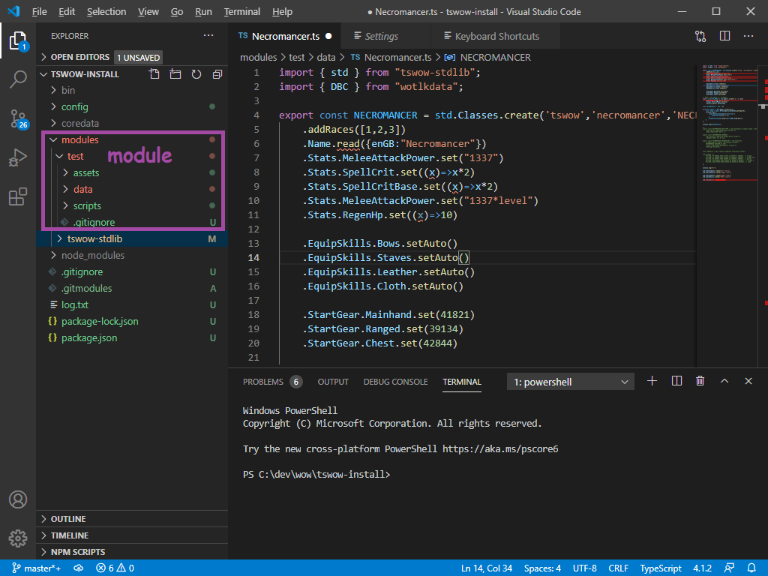 File Edit Selection View Go Run Terminal Help
● Necromancer.ts - tswow-install - Visual Studio Code
EXPLORER
OPEN EDITORS 1 UNSAVED
TSWOW-INSTALL
bin
config
coredata
modules
test
module
assets
data
scripts
.gitignore U
tswow-stdlib M
node_modules
.gitignore U
.gitmodules A
log.txt U
package-lock.json U
package.json U
OUTLINE
TIMELINE
NPM SCRIPTS
1
26
TS Necromancer.ts ● Settings Keyboard Shortcuts
modules > test > data > TS Necromancer.ts > NECROMANCER
1 import { std } from "tswow-stdlib";
2 import { DBC } from "wotlkdata";
3
4 export const NECROMANCER = std.Classes.create('tswow','necromancer','NEC
5 .addRaces([1,2,3])
6 .Name.read({enGB:"Necromancer"})
7 .Stats.MeleeAttackPower.set("1337")
8 .Stats.SpellCrit.set((x)=>x*2)
9 .Stats.SpellCritBase.set((x)=>x*2)
10 .Stats.MeleeAttackPower.set("1337*level")
11 .Stats.RegenHp.set((x)=>10)
12
13 .EquipSkills.Bows.setAuto()
14 .EquipSkills.Staves.setAuto()
15 .EquipSkills.Leather.setAuto()
16 .EquipSkills.Cloth.setAuto()
17
18 .StartGear.Mainhand.set(41821)
19 .StartGear.Ranged.set(39134)
20 .StartGear.Chest.set(42844)
21
PROBLEMS 6 OUTPUT DEBUG CONSOLE TERMINAL 1: powershell
Windows PowerShell
Copyright (C) Microsoft Corporation. All rights reserved.
Try the new cross-platform PowerShell https://aka.ms/pscore6
PS C:\dev\wow\tswow-install>
master*+ 6 0 Ln 14, Col 34 Spaces: 4 UTF-8 CRLF TypeScript 4.1.2